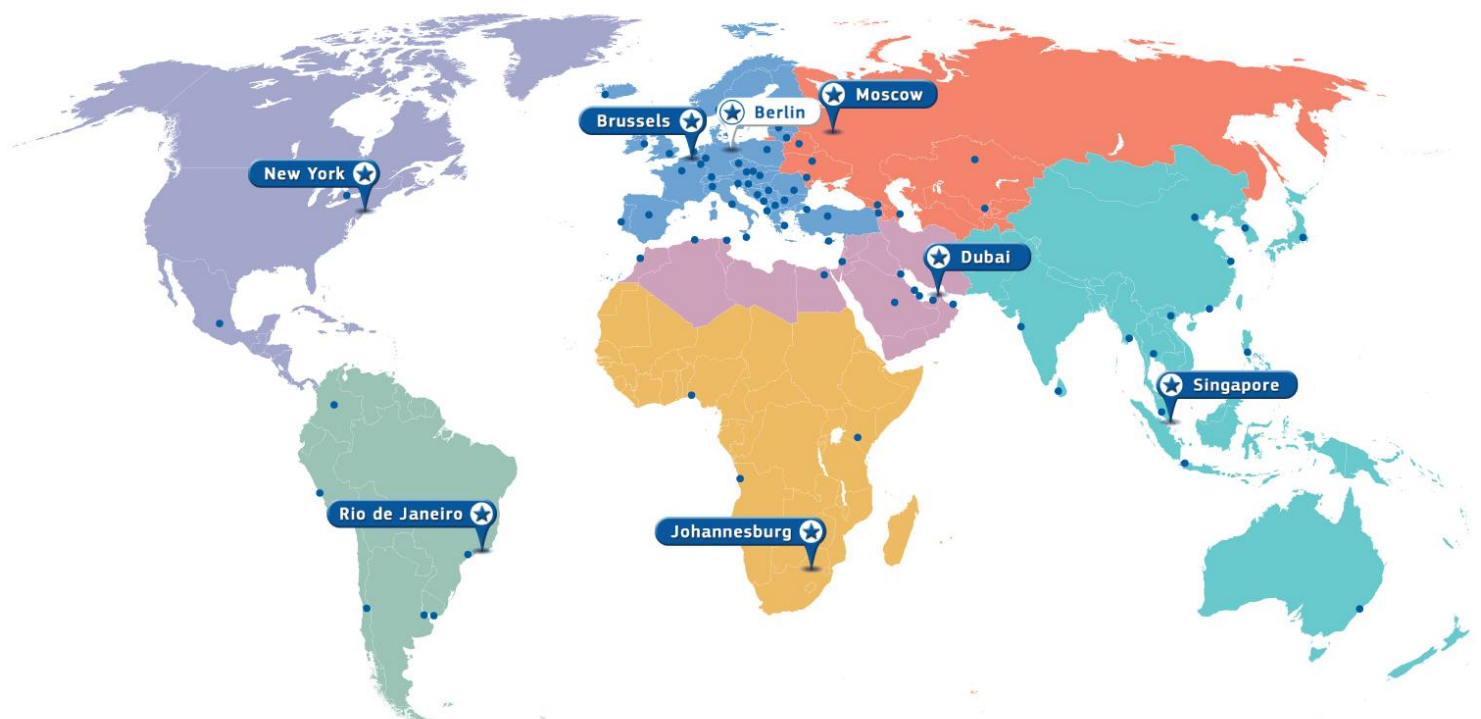 Moscow
Berlin
Brussels
New York
Dubai
Singapore
Rio de Janeiro
Johannesburg